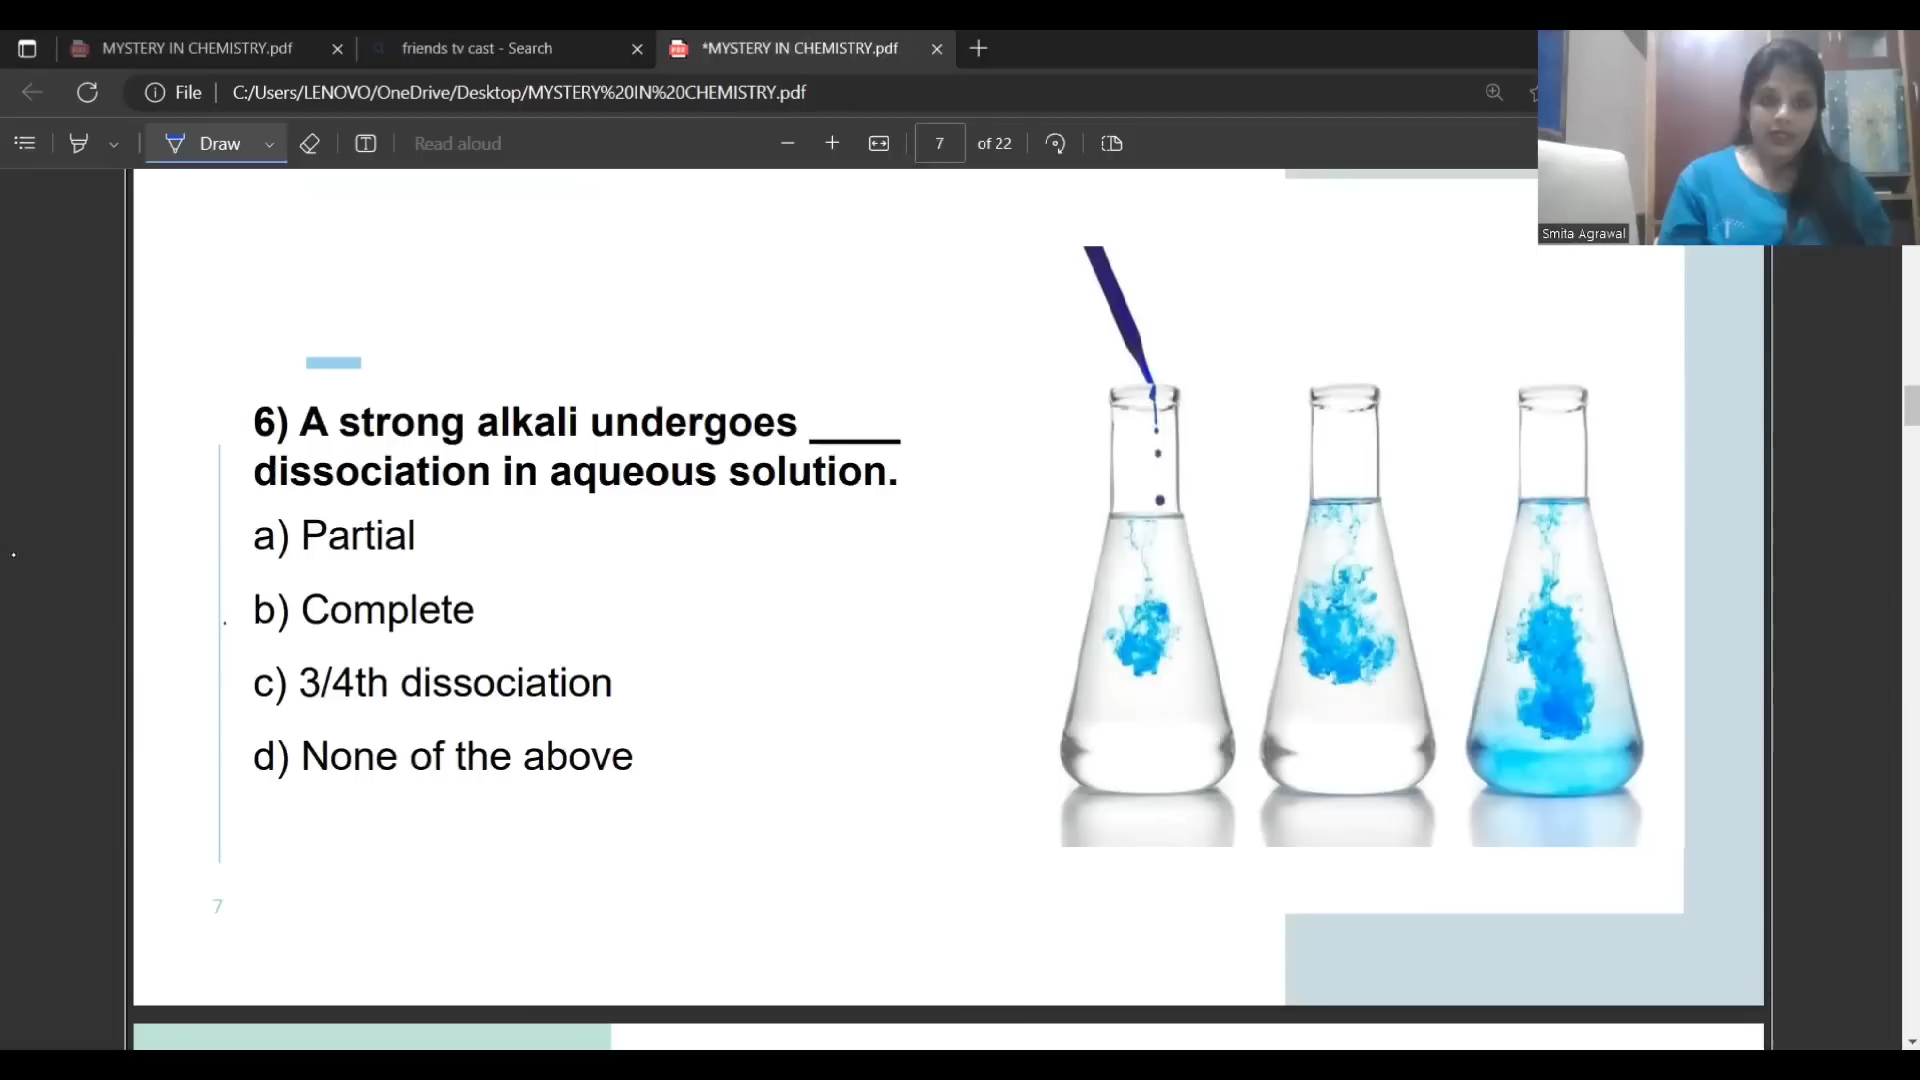 MYSTERY IN CHEMISTRY.pdf
friends tv cast - Search
*MYSTERY IN CHEMISTRY.pdf
File
C:/Users/LENOVO/OneDrive/Desktop/MYSTERY%20IN%20CHEMISTRY.pdf
Draw
Read aloud
7 of 22
Smita Agrawal
6) A strong alkali undergoes ____
dissociation in aqueous solution.
a) Partial
b) Complete
c) 3/4th dissociation
d) None of the above
7